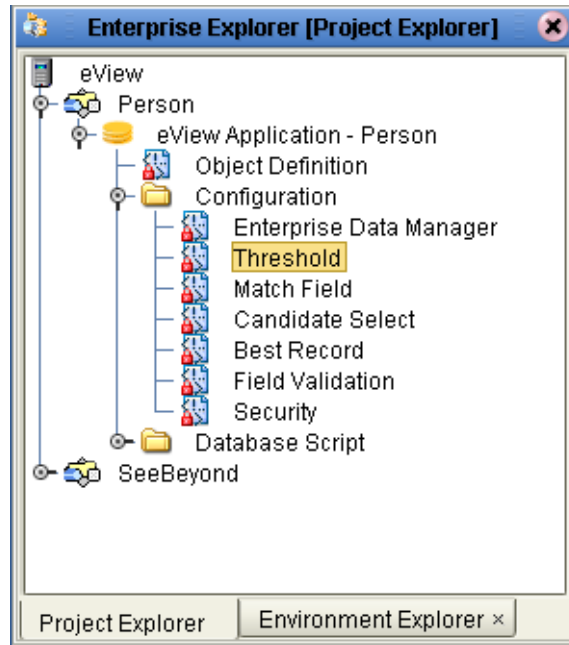 Enterprise Explorer [Project Explorer]
eView
Person
eView Application - Person
Object Definition
Configuration
Enterprise Data Manager
Threshold
Match Field
Candidate Select
Best Record
Field Validation
Security
Database Script
SeeBeyond
Project Explorer
Environment Explorer ×